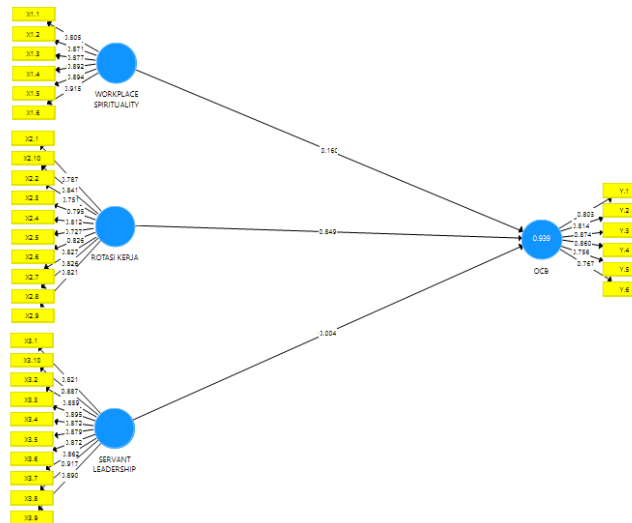 X1.1
X1.2
X1.3
X1.4
X1.5
X1.6
0.805
0.871
0.877
0.892
0.894
0.915
WORKPLACE
SPIRITUALITY
X2.1
X2.10
X2.2
X2.3
X2.4
X2.5
X2.6
X2.7
X2.8
X2.9
0.787
0.841
0.751
0.795
0.812
0.727
0.826
0.827
0.826
0.821
ROTASI KERJA
X3.1
X3.10
X3.2
X3.3
X3.4
X3.5
X3.6
X3.7
X3.8
X3.9
0.821
0.887
0.859
0.895
0.872
0.879
0.872
0.862
0.917
0.890
SERVANT
LEADERSHIP
0.160
0.849
0.004
0.939
OCB
0.803
0.814
0.874
0.860
0.767
Y.1
Y.2
Y.3
Y.4
Y.5
Y.6